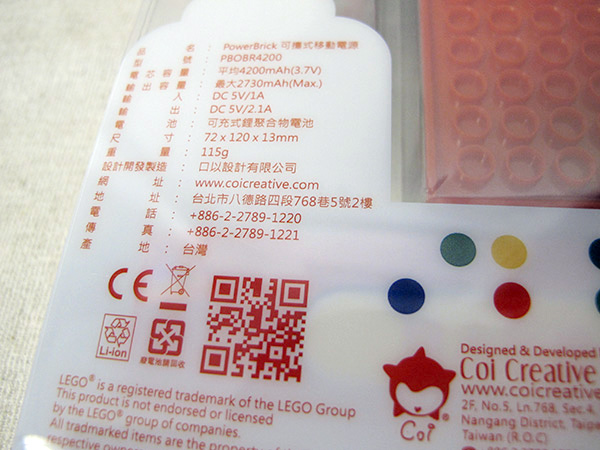 品 名 : PowerBrick 可攜式移動電源
型 號 : PBOBR4200
電芯容量 : 平均4200mAh(3.7V)
輸出容量 : 最大2730mAh(Max.)
輸 入 : DC 5V/1A
輸 出 : DC 5V/2.1A
電 池 : 可充式鋰聚合物電池
尺 寸 : 72 x 120 x 13mm
重 量 : 115g
設計開發製造 : 口以設計有限公司
網 址 : www.coicreative.com
地 址 : 台北市八德路四段768巷5號2樓
電 話 : +886-2-2789-1220
傳 真 : +886-2-2789-1221
產 地 : 台灣
CE
Li-ion
廢電池請回收
LEGO® is a registered trademark of the LEGO Group
This product is not endorsed or licensed
by the LEGO® group of companies.
All trademarked items are the property of
respective owners
Designed & Developed
Coi Creative
www.coicreative
2F, No.5, Ln.768, Sec.4,
Nangang District, Taipe
Taiwan (R.O.C)
Coi